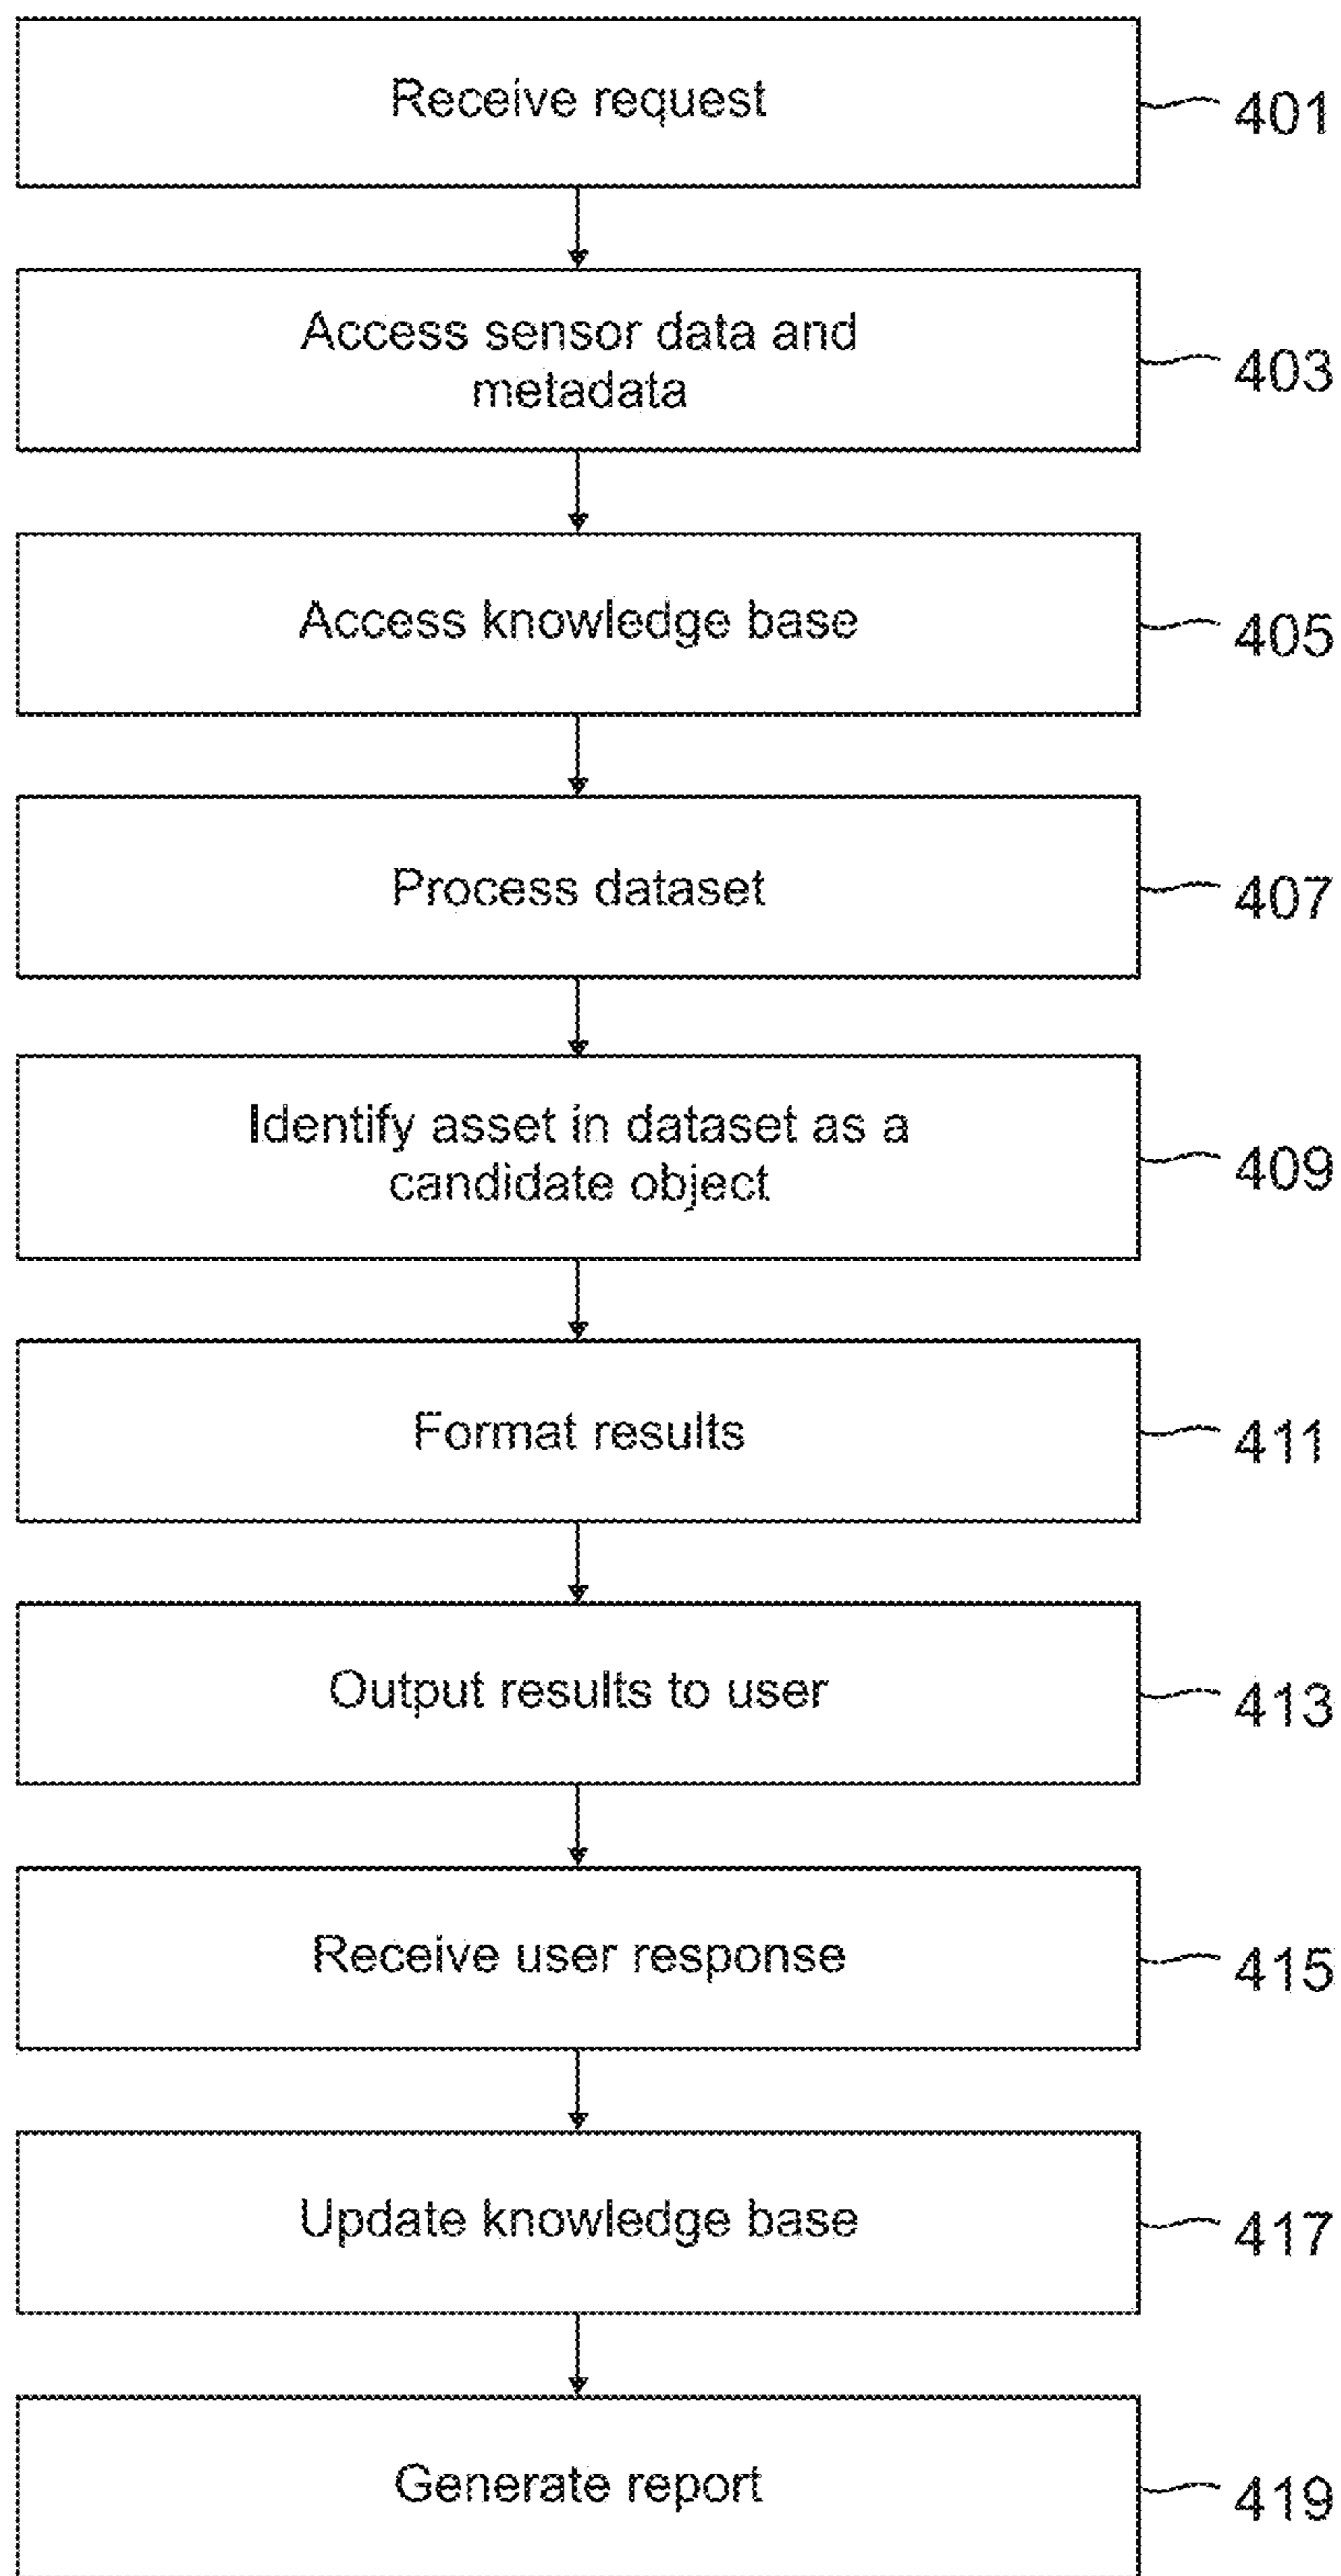 Receive request
401
Access sensor data and
metadata
403
Access knowledge base
405
Process dataset
407
Identify asset in dataset as a
candidate object
409
Format results
411
Output results to user
413
Receive user response
415
Update knowledge base
417
Generate report
419